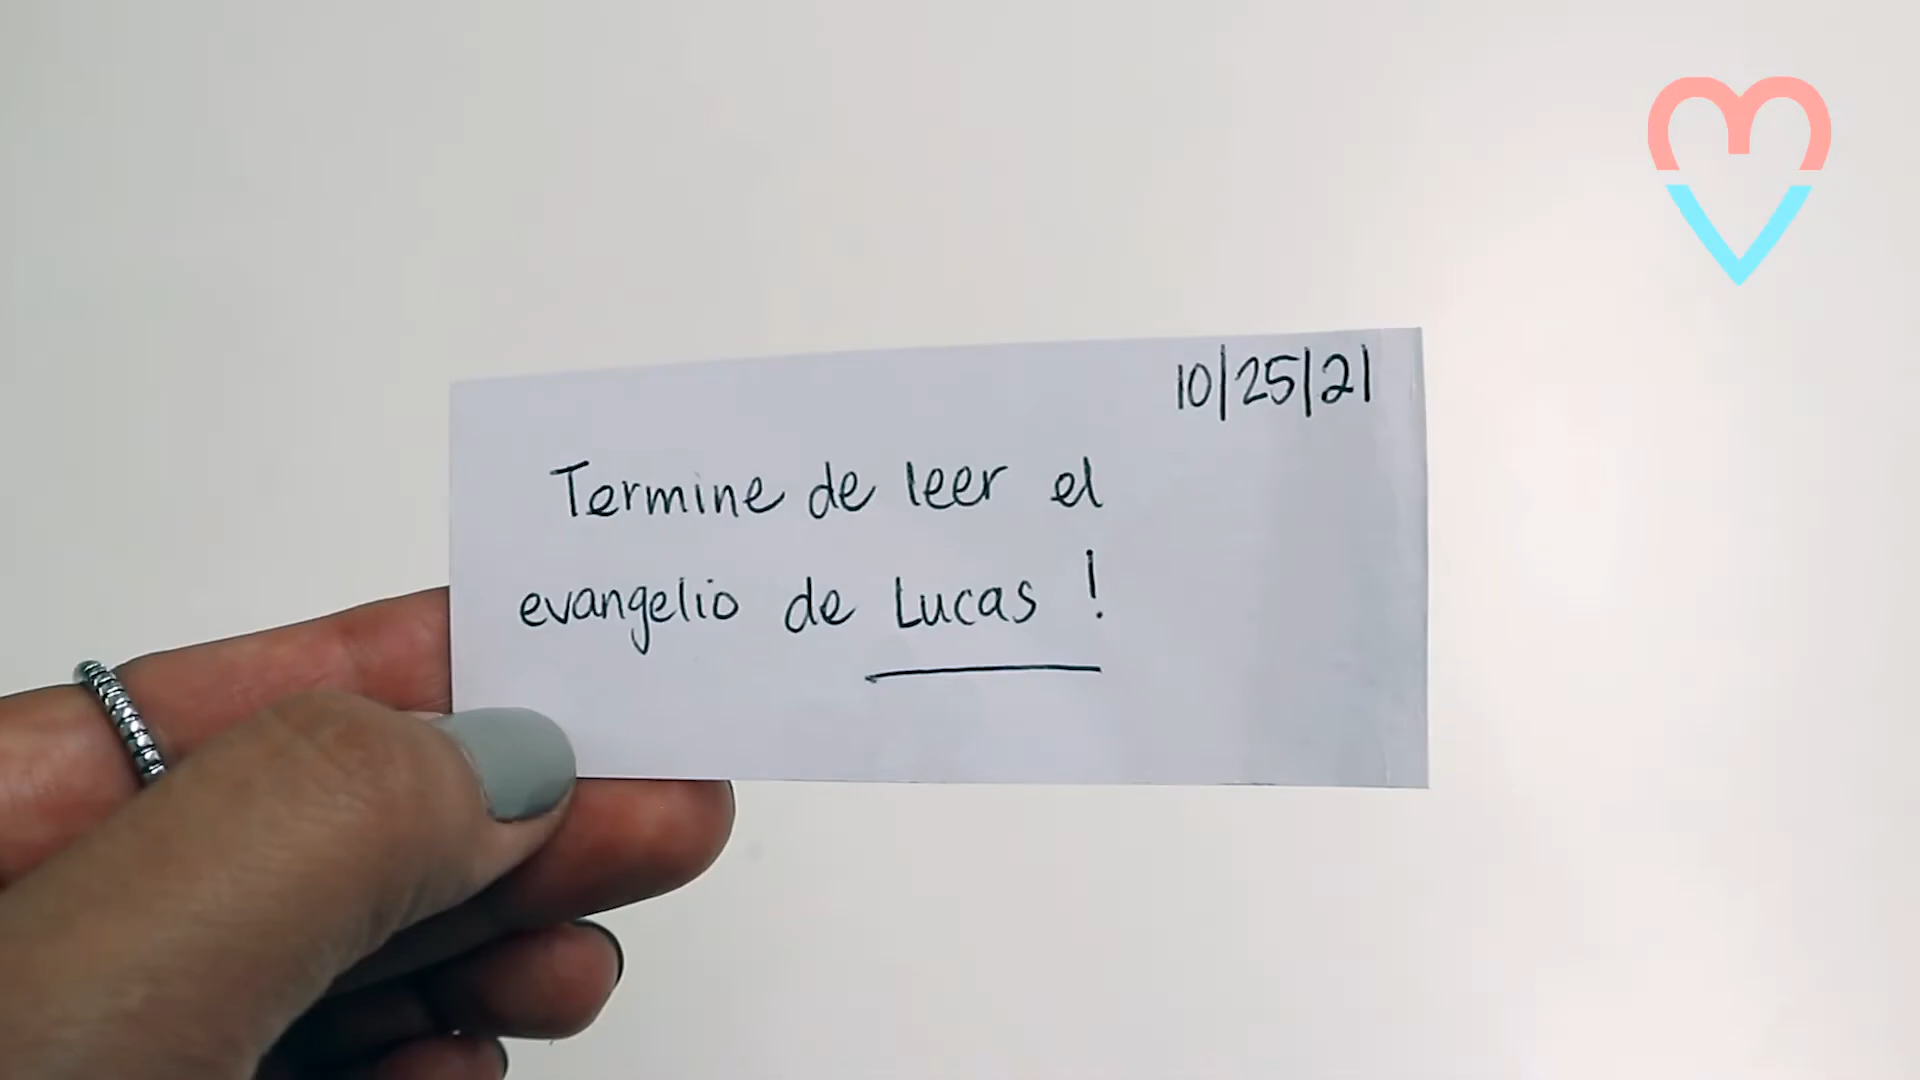 10/25/21
Termine de leer el
evangelio de Lucas !